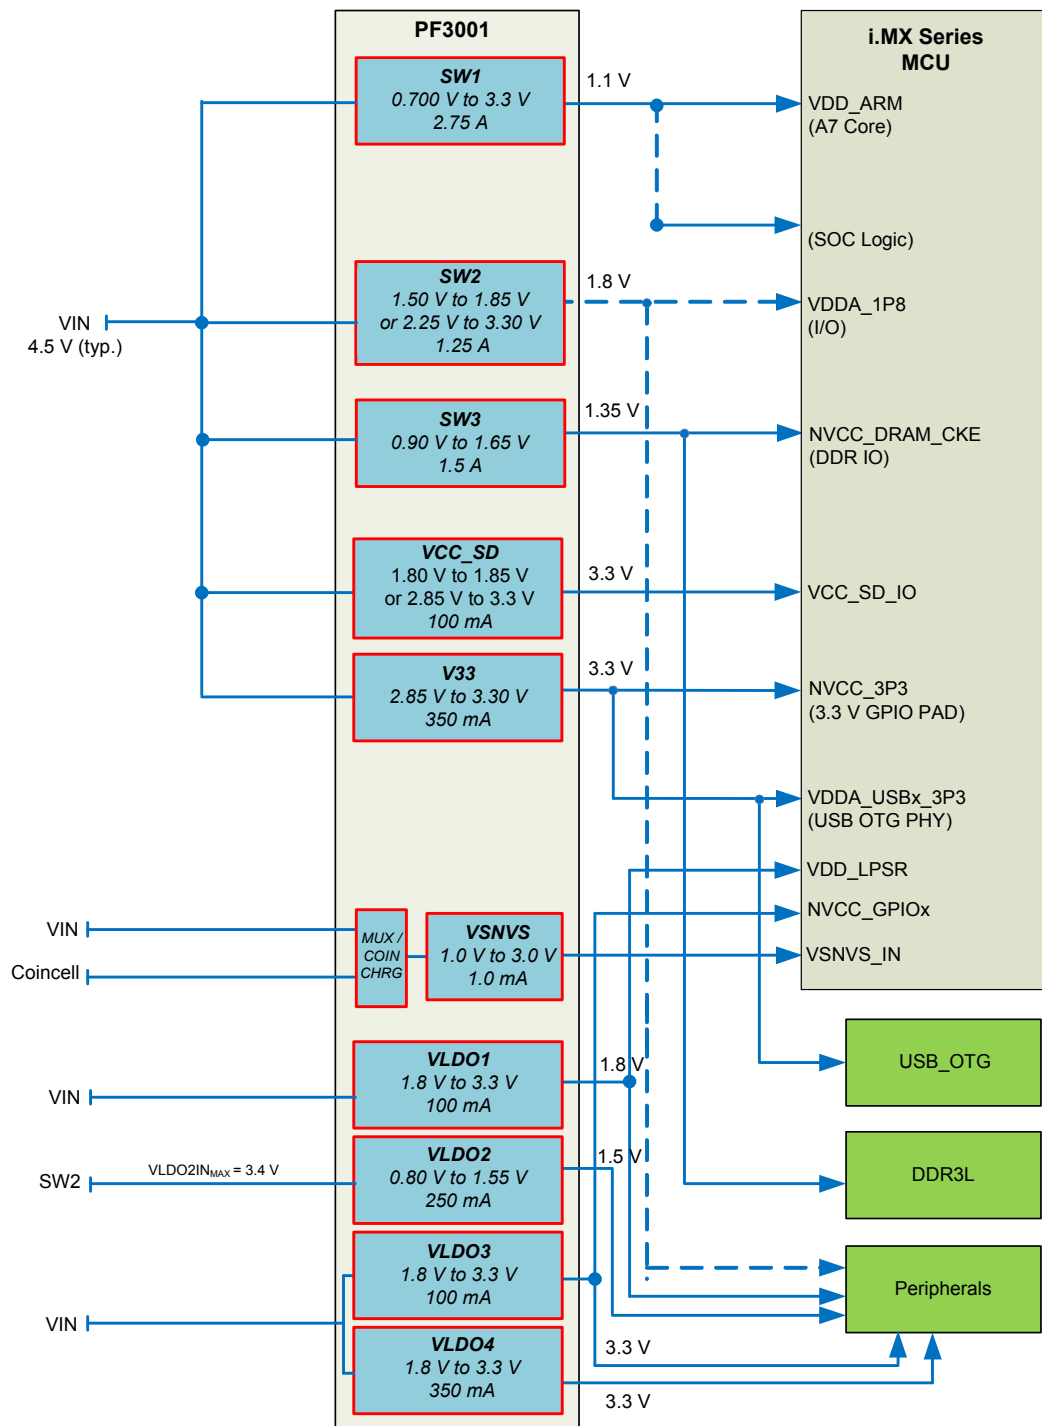 PF3001
i.MX Series
MCU
SW1
0.700 V to 3.3 V
2.75 A
1.1 V
VDD_ARM
(A7 Core)
(SOC Logic)
SW2
1.50 V to 1.85 V
or 2.25 V to 3.30 V
1.25 A
1.8 V
VDDA_1P8
(I/O)
VIN
4.5 V (typ.)
SW3
0.90 V to 1.65 V
1.5 A
1.35 V
NVCC_DRAM_CKE
(DDR IO)
VCC_SD
1.80 V to 1.85 V
or 2.85 V to 3.3 V
100 mA
3.3 V
VCC_SD_IO
V33
2.85 V to 3.30 V
350 mA
3.3 V
NVCC_3P3
(3.3 V GPIO PAD)
VDDA_USBx_3P3
(USB OTG PHY)
VDD_LPSR
NVCC_GPIOx
VSNVS_IN
VIN
Coincell
MUX /
COIN
CHRG
VSNVS
1.0 V to 3.0 V
1.0 mA
USB_OTG
VIN
VLDO1
1.8 V to 3.3 V
100 mA
1.8 V
SW2
VLDO2INMAX = 3.4 V
VLDO2
0.80 V to 1.55 V
250 mA
1.5 V
DDR3L
VLDO3
1.8 V to 3.3 V
100 mA
Peripherals
VIN
VLDO4
1.8 V to 3.3 V
350 mA
3.3 V
3.3 V